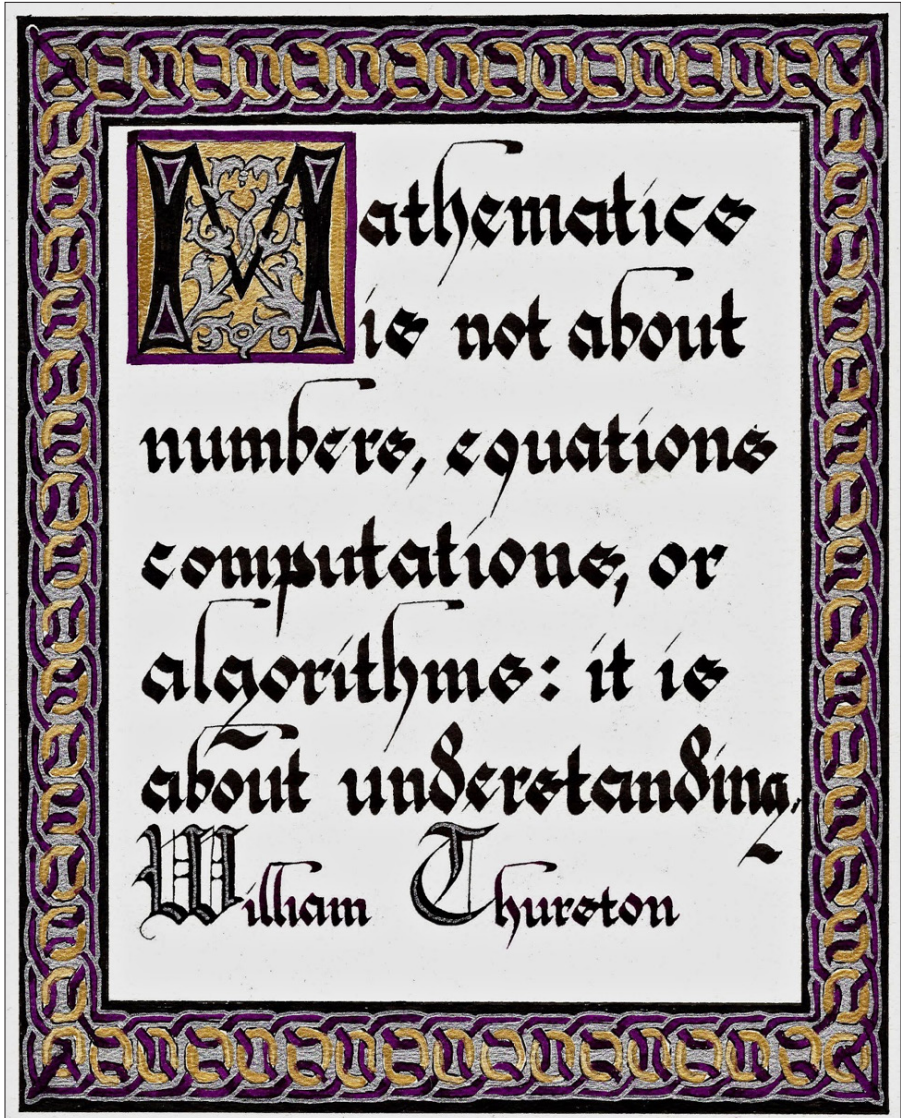 Mathematics
is not about
numbers, equations
computations, or
algorithms: it is
about understanding.
William Thurston